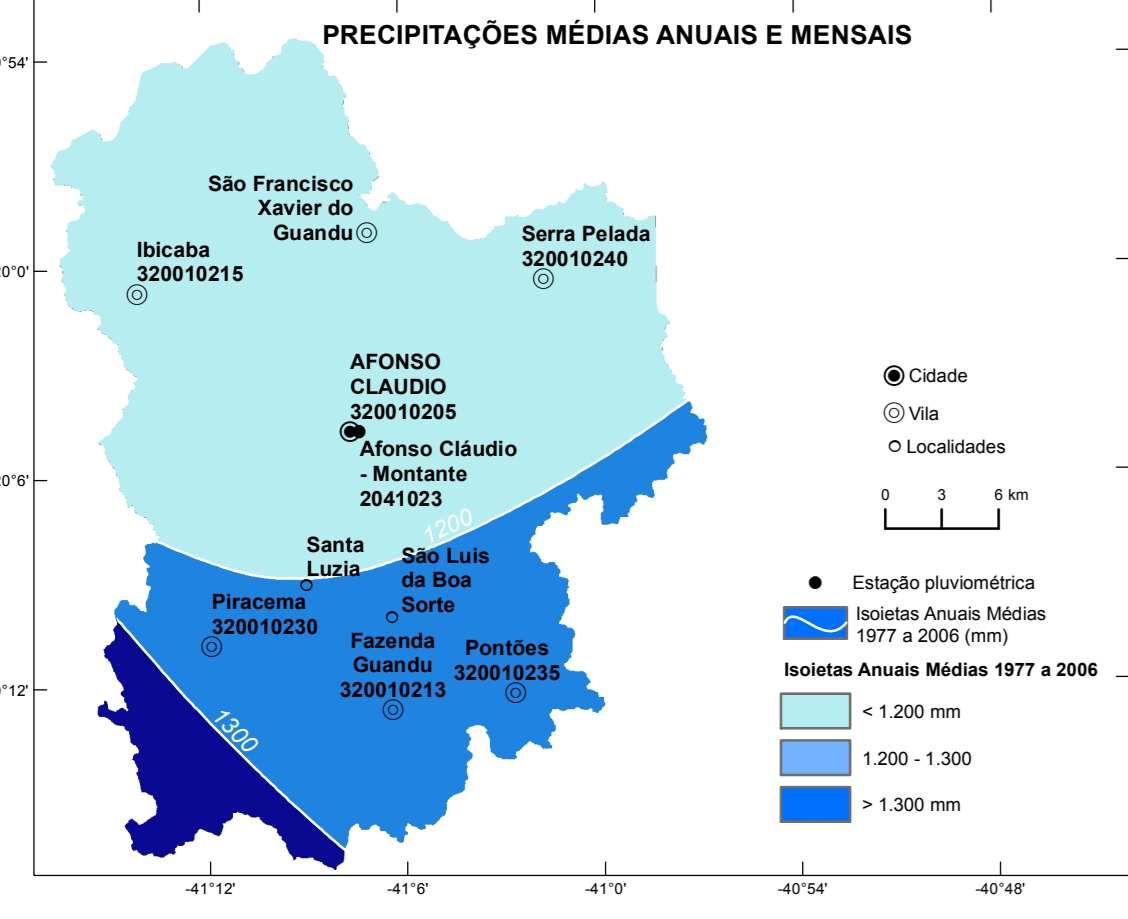 PRECIPITAÇÕES MÉDIAS ANUAIS E MENSAIS
°54'
São Francisco
Xavier do
Guandu
Ibicaba
320010215
Serra Pelada
320010240
20°0'
AFONSO
CLAUDIO
320010205
Afonso Cláudio
- Montante
2041023
20°6'
1200
Santa
Luzia
São Luis
da Boa
Sorte
Piracema
320010230
Fazenda
Guandu
320010213
Pontões
320010235
°12'
1300
Cidade
Vila
Localidades
0 3 6 km
Estação pluviométrica
Isoietas Anuais Médias
1977 a 2006 (mm)
Isoietas Anuais Médias 1977 a 2006
< 1.200 mm
1.200 - 1.300
> 1.300 mm
-41°12' -41°6' -41°0' -40°54' -40°48'